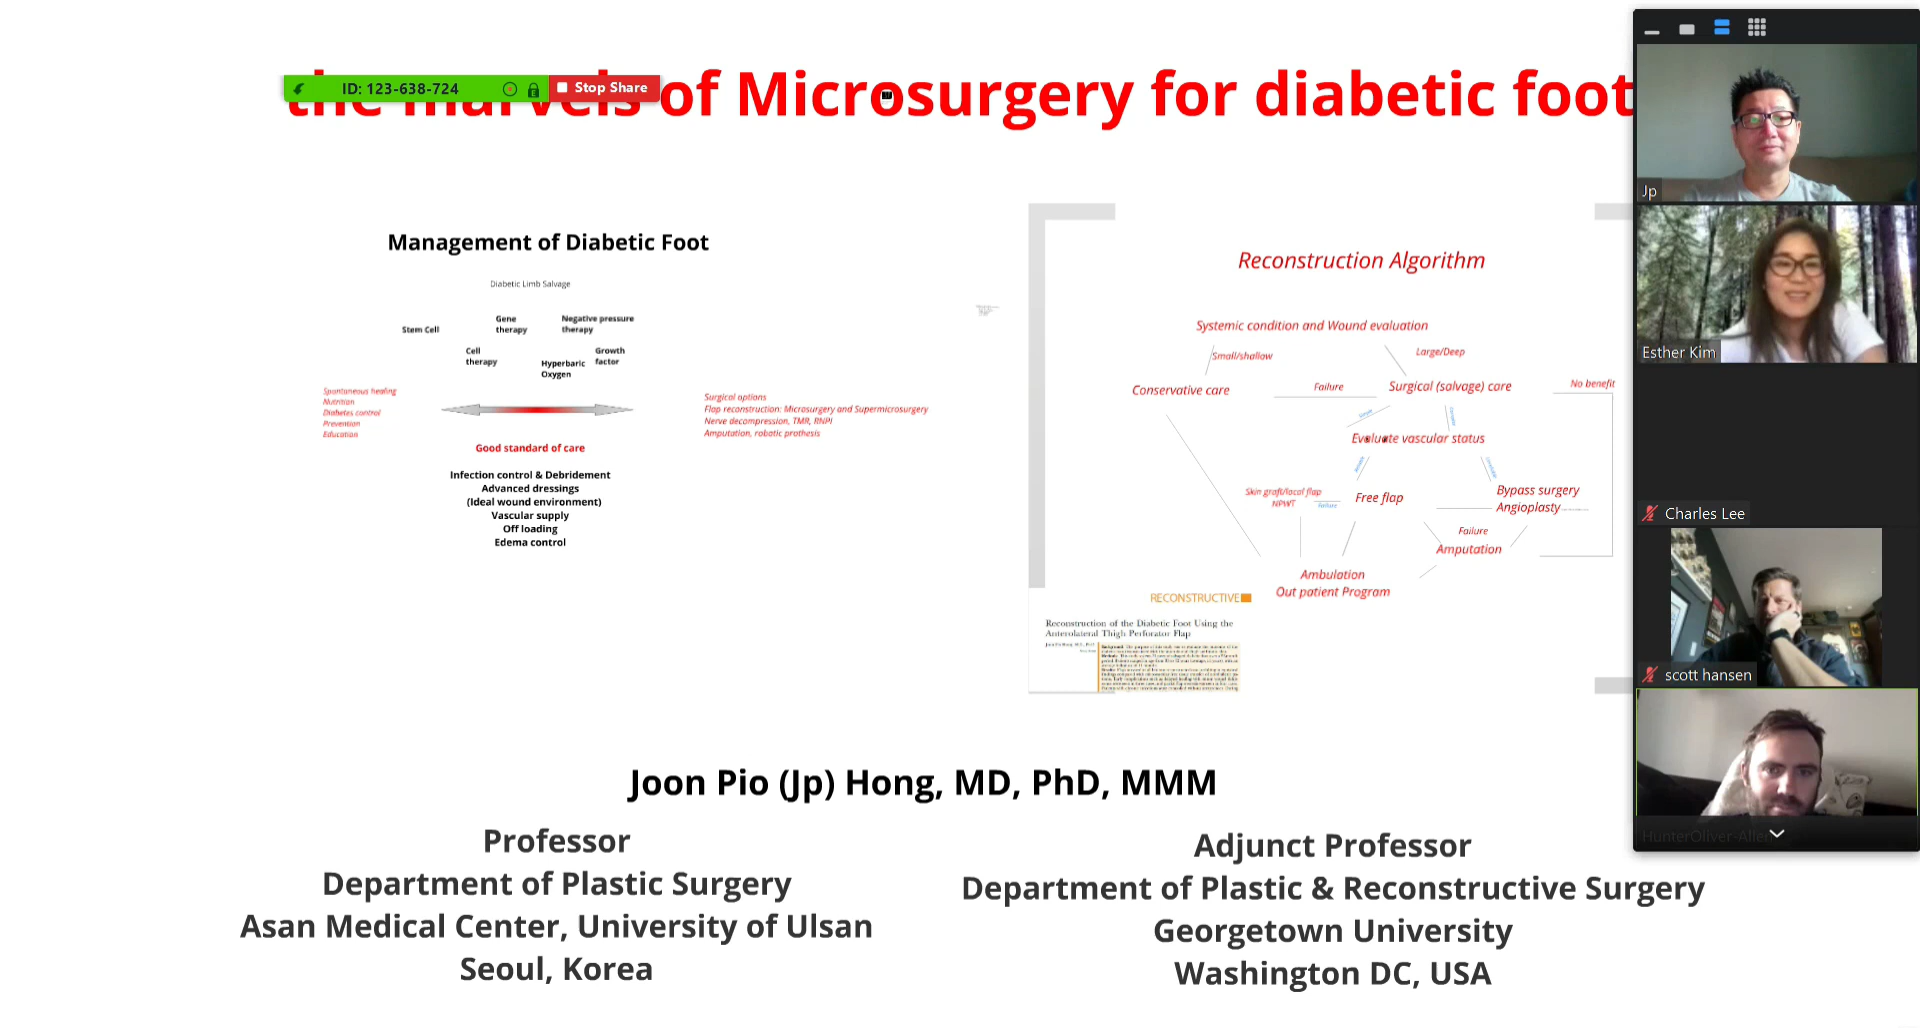 ID: 123-638-724
Stop Share
the marvels of Microsurgery for diabetic foot
Management of Diabetic Foot
Diabetic Limb Salvage
Stem Cell
Gene
therapy
Negative pressure
therapy
Cell
therapy
Hyperbaric
Oxygen
Growth
factor
Spontaneous healing
Nutrition
Diabetes control
Prevention
Education
Surgical options
Flap reconstruction: Microsurgery and Supermicrosurgery
Nerve decompression, TMR, RNPI
Amputation, robotic prothesis
Good standard of care
Infection control & Debridement
Advanced dressings
(Ideal wound environment)
Vascular supply
Off loading
Edema control
Reconstruction Algorithm
Systemic condition and Wound evaluation
Small/shallow
Large/Deep
Conservative care
Failure
Surgical (salvage) care
No benefit
Evaluate vascular status
Skin graft/local flap
NPWT
Failure
Free flap
Bypass surgery
Angioplasty
Failure
Amputation
Ambulation
Out patient Program
RECONSTRUCTIVE
Reconstruction of the Diabetic Foot Using the
Anterolateral Thigh Perforator Flap
Joon Pio (Jp) Hong, MD, PhD, MMM
Professor
Department of Plastic Surgery
Asan Medical Center, University of Ulsan
Seoul, Korea
Adjunct Professor
Department of Plastic & Reconstructive Surgery
Georgetown University
Washington DC, USA
Jp
Esther Kim
Charles Lee
scott hansen
HunterOliver-Allen